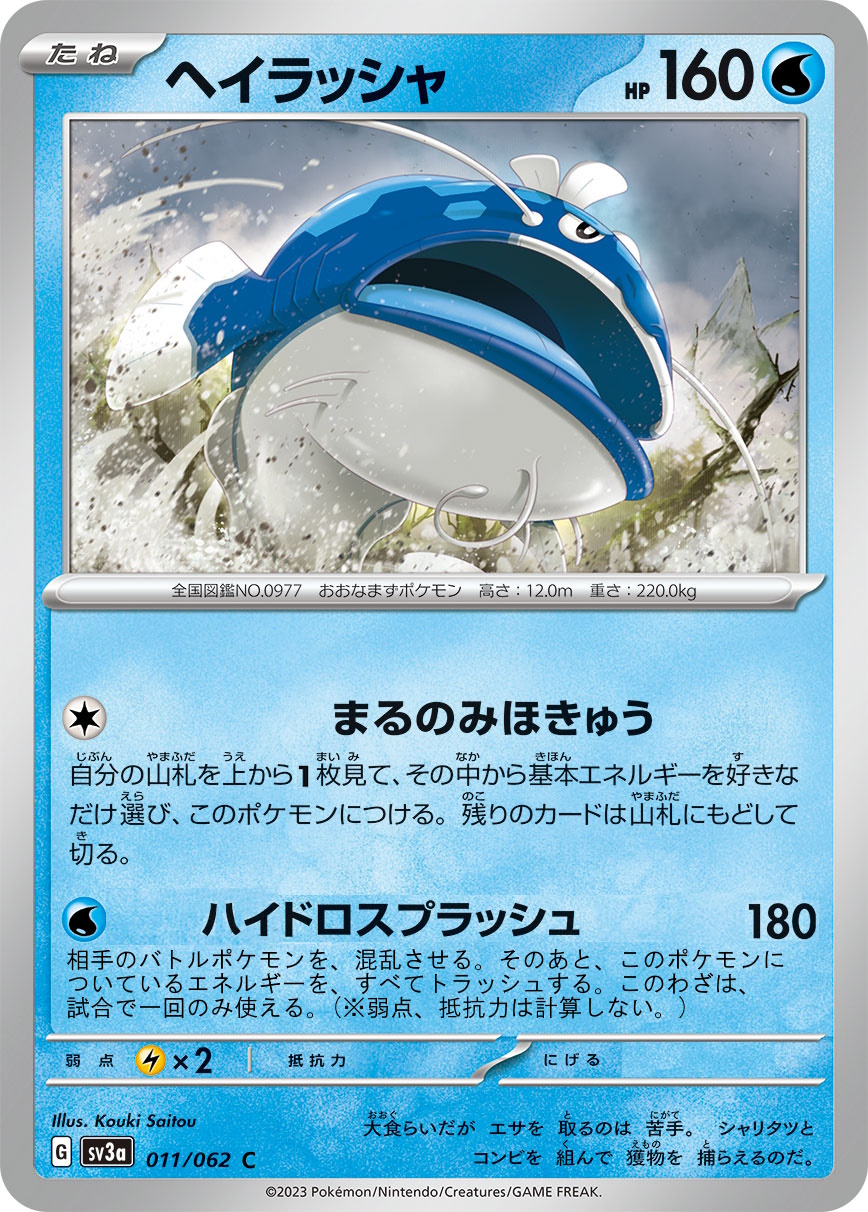 たね ヘイラッシャ HP 160
全国図鑑NO.0977 おおなまずポケモン 高さ:12.0m 重さ:220.0kg
まるのみほきゅう
自分の山札を上から1枚見て、その中から基本エネルギーを好きな
だけ選び、このポケモンにつける。残りのカードは山札にもどして
切る。
ハイドロスプラッシュ 180
相手のバトルポケモンを、混乱させる。そのあと、このポケモンに
ついているエネルギーを、すべてトラッシュする。このわざは、
試合で一回のみ使える。(※弱点、抵抗力は計算しない。)
弱点 ×2 抵抗力 にげる
Illus. Kouki Saitou
G sv3a 011/062 C
大食らいだが エサを 取るのは 苦手。 シャリタツと
コンビを 組んで 獲物を 捕らえるのだ。
©2023 Pokémon/Nintendo/Creatures/GAME FREAK.